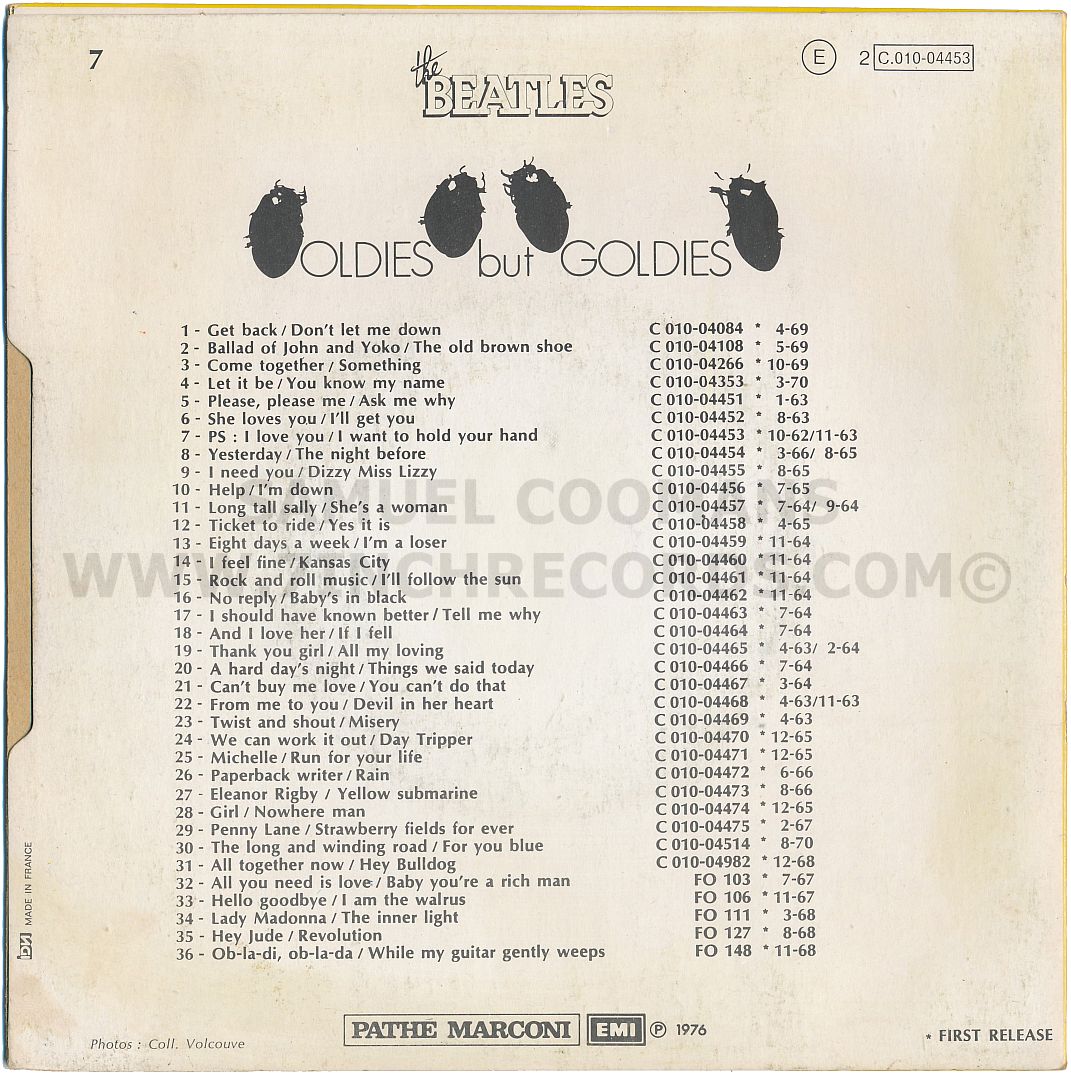 7
the
BEATLES
E 2 C.010-04453
OLDIES but GOLDIES
1 - Get back / Don't let me down C 010-04084 * 4-69
2 - Ballad of John and Yoko / The old brown shoe C 010-04108 * 5-69
3 - Come together / Something C 010-04266 * 10-69
4 - Let it be / You know my name C 010-04353 * 3-70
5 - Please, please me / Ask me why C 010-04451 * 1-63
6 - She loves you / I'll get you C 010-04452 * 8-63
7 - PS : I love you / I want to hold your hand C 010-04453 * 10-62/11-63
8 - Yesterday / The night before C 010-04454 * 3-66/ 8-65
9 - I need you / Dizzy Miss Lizzy C 010-04455 * 8-65
10 - Help / I'm down C 010-04456 * 7-65
11 - Long tall sally / She's a woman C 010-04457 * 7-64/ 9-64
12 - Ticket to ride / Yes it is C 010-04458 * 4-65
13 - Eight days a week / I'm a loser C 010-04459 * 11-64
14 - I feel fine / Kansas City C 010-04460 * 11-64
15 - Rock and roll music / I'll follow the sun C 010-04461 * 11-64
16 - No reply / Baby's in black C 010-04462 * 11-64
17 - I should have known better / Tell me why C 010-04463 * 7-64
18 - And I love her / If I fell C 010-04464 * 7-64
19 - Thank you girl / All my loving C 010-04465 * 4-63/ 2-64
20 - A hard day's night / Things we said today C 010-04466 * 7-64
21 - Can't buy me love / You can't do that C 010-04467 * 3-64
22 - From me to you / Devil in her heart C 010-04468 * 4-63/11-63
23 - Twist and shout / Misery C 010-04469 * 4-63
24 - We can work it out / Day Tripper C 010-04470 * 12-65
25 - Michelle / Run for your life C 010-04471 * 12-65
26 - Paperback writer / Rain C 010-04472 * 6-66
27 - Eleanor Rigby / Yellow submarine C 010-04473 * 8-66
28 - Girl / Nowhere man C 010-04474 * 12-65
29 - Penny Lane / Strawberry fields for ever C 010-04475 * 2-67
30 - The long and winding road / For you blue C 010-04514 * 8-70
31 - All together now / Hey Bulldog C 010-04982 * 12-68
32 - All you need is love / Baby you're a rich man FO 103 * 7-67
33 - Hello goodbye / I am the walrus FO 106 * 11-67
34 - Lady Madonna / The inner light FO 111 * 3-68
35 - Hey Jude / Revolution FO 127 * 8-68
36 - Ob-la-di, ob-la-da / While my guitar gently weeps FO 148 * 11-68
SAMUEL
©
MADE IN FRANCE
Photos : Coll. Volcouve
PATHE MARCONI EMI ℗ 1976
* FIRST RELEASE